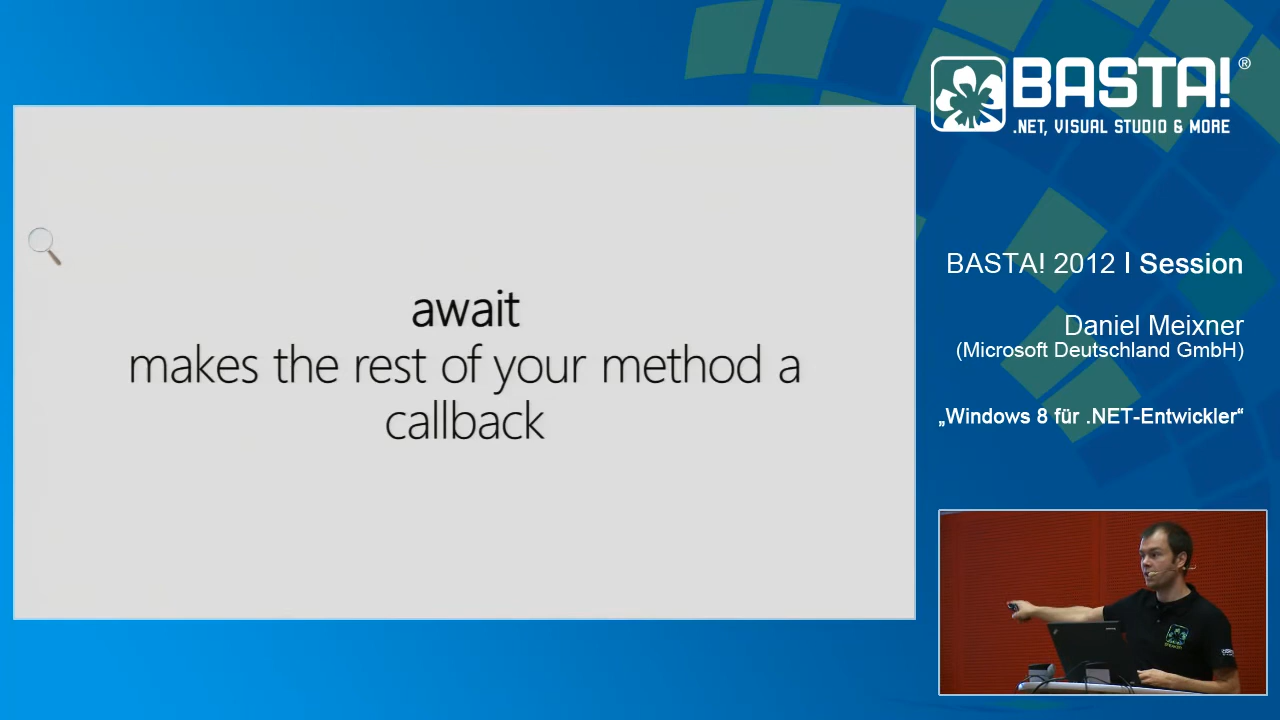 await
makes the rest of your method a
callback
BASTA!®
.NET, VISUAL STUDIO & MORE
BASTA! 2012 I Session
Daniel Meixner
(Microsoft Deutschland GmbH)
„Windows 8 für .NET-Entwickler“